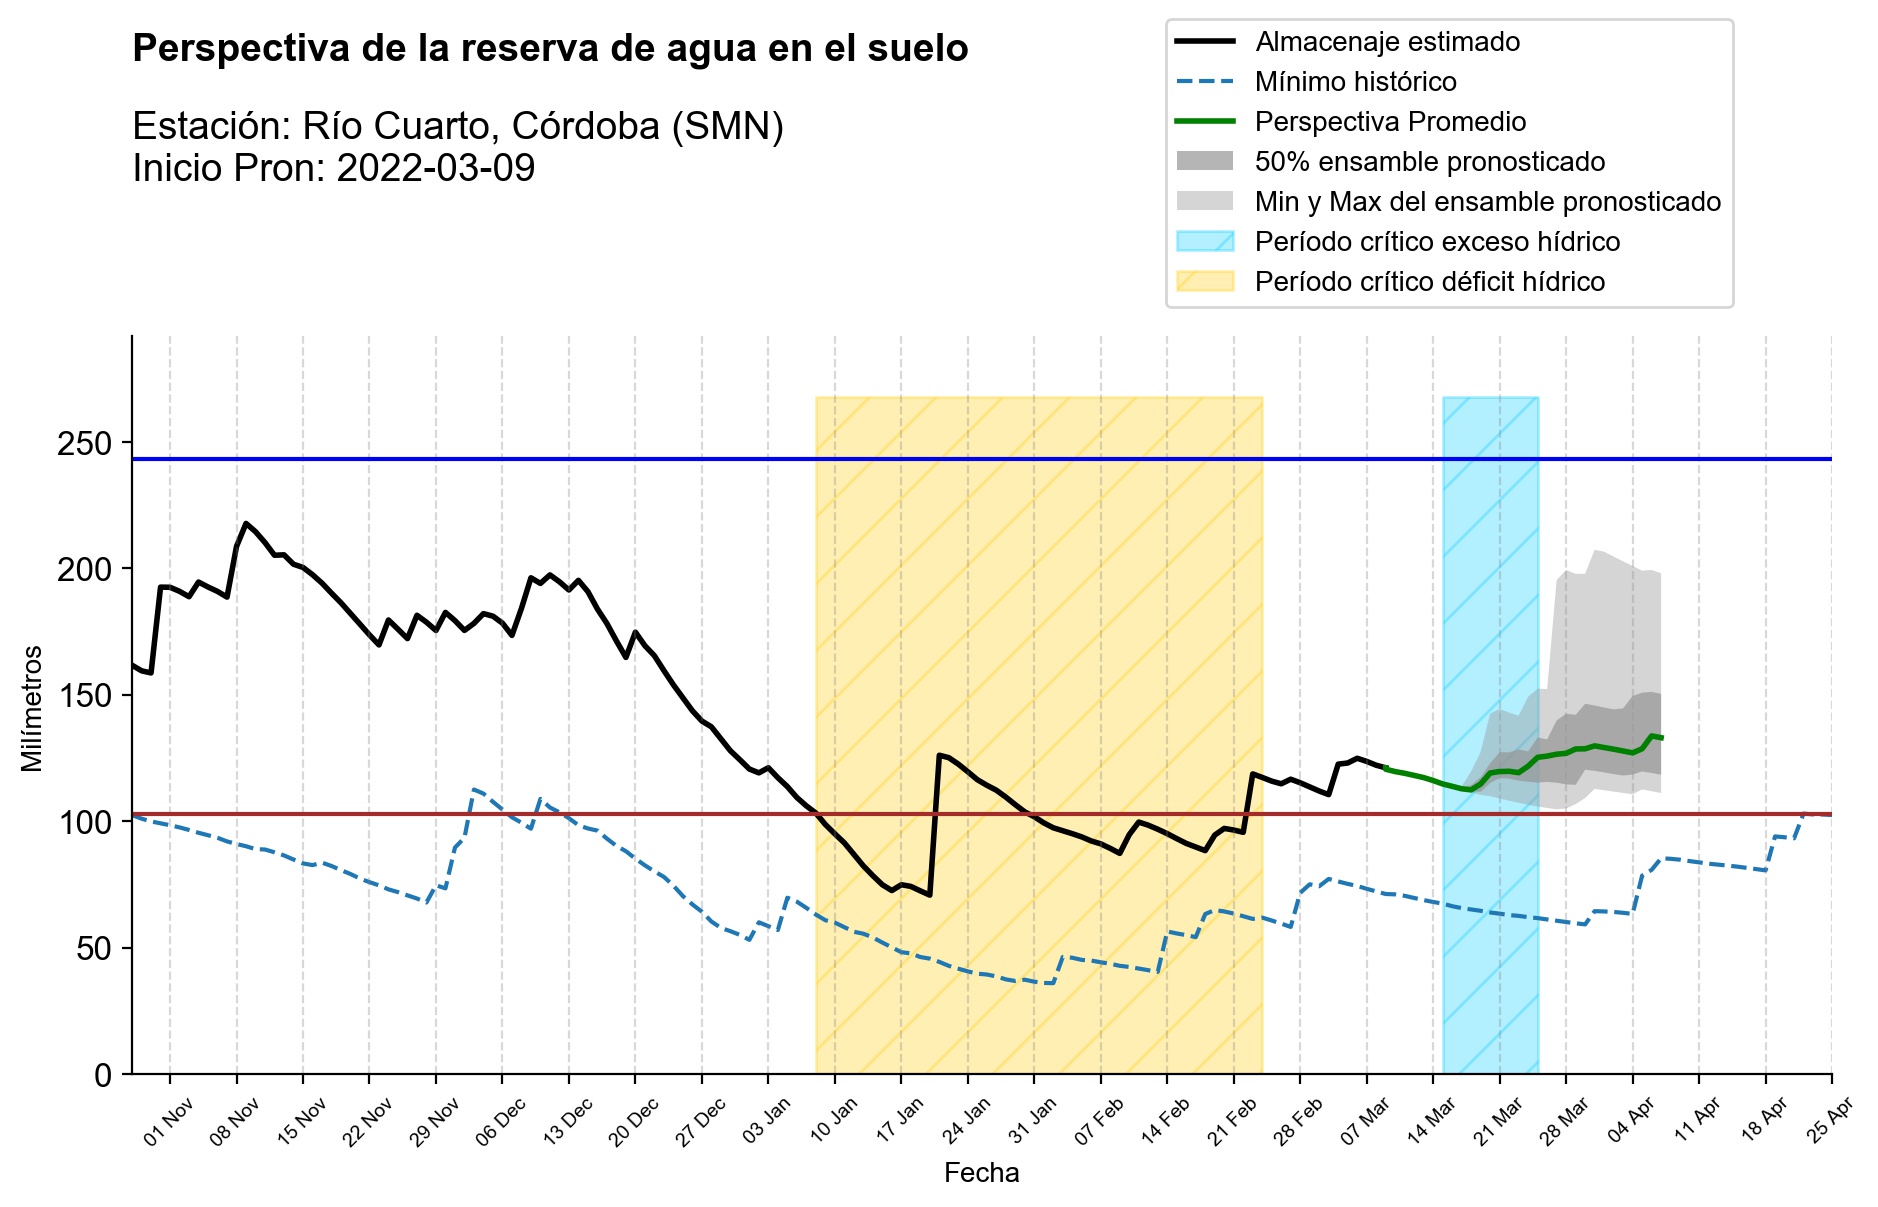 Perspectiva de la reserva de agua en el suelo
Estación: Río Cuarto, Córdoba (SMN)
Inicio Pron: 2022-03-09
Almacenaje estimado
Mínimo histórico
Perspectiva Promedio
50% ensamble pronosticado
Min y Max del ensamble pronosticado
Período crítico exceso hídrico
Período crítico déficit hídrico
Milímetros
250
200
150
100
50
0
01 Nov
08 Nov
15 Nov
22 Nov
29 Nov
06 Dec
13 Dec
20 Dec
27 Dec
03 Jan
10 Jan
17 Jan
24 Jan
31 Jan
07 Feb
14 Feb
21 Feb
28 Feb
07 Mar
14 Mar
21 Mar
28 Mar
04 Apr
11 Apr
18 Apr
25 Apr
Fecha